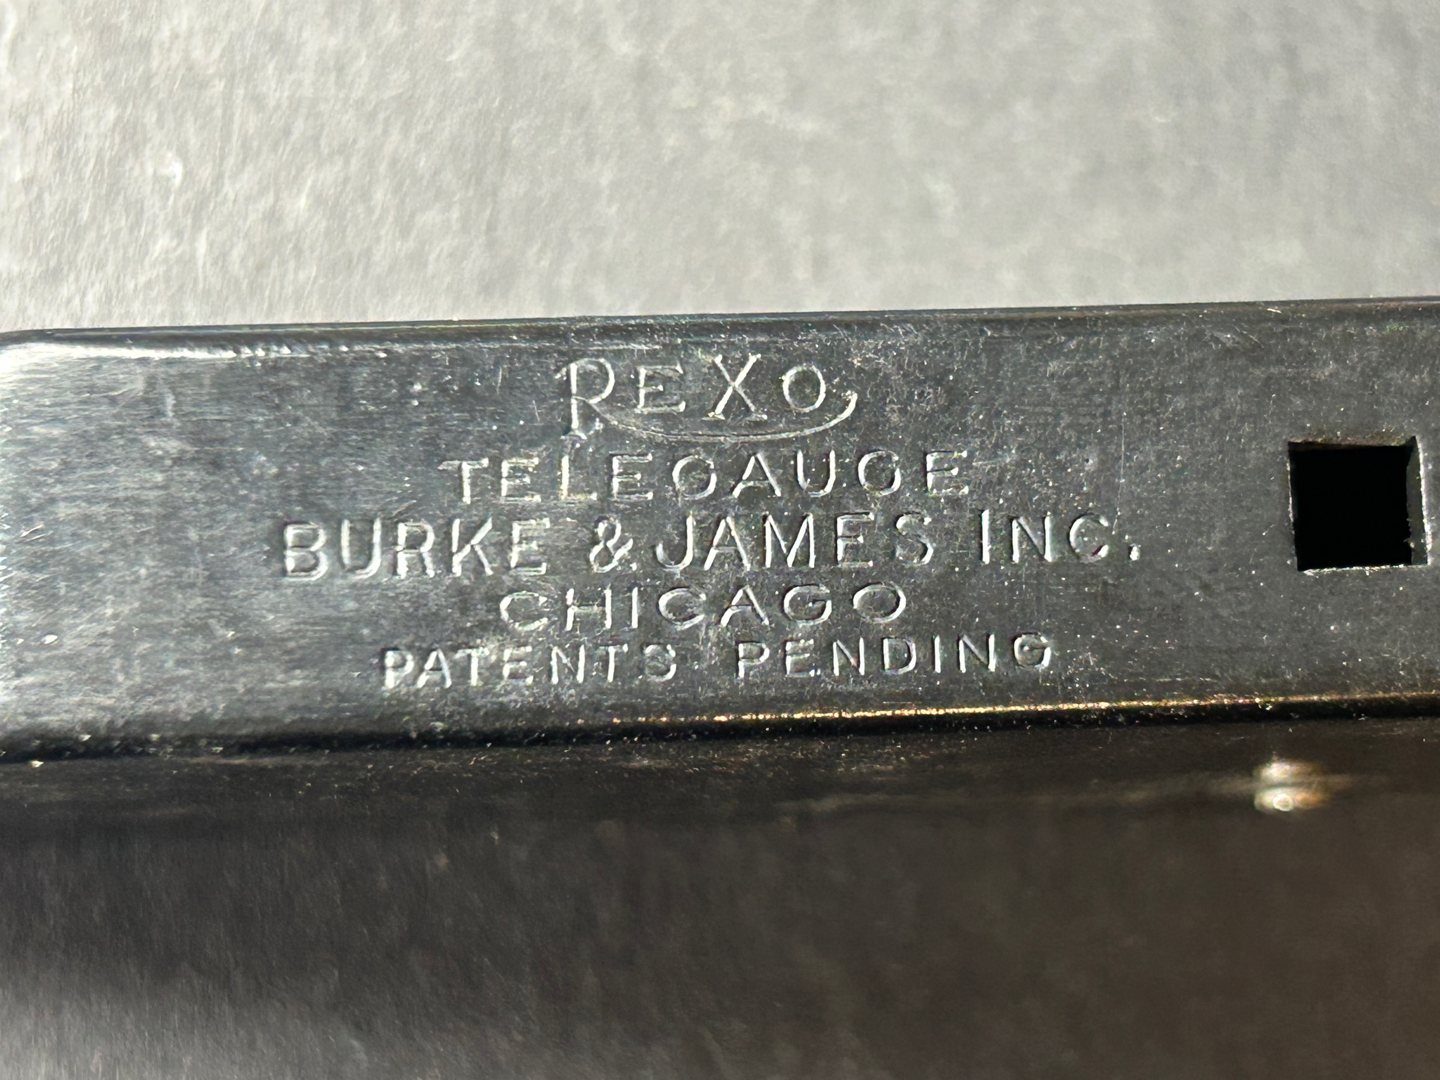 REXO
TELEGAUGE
BURKE & JAMES INC.
CHICAGO
PATENTS PENDING